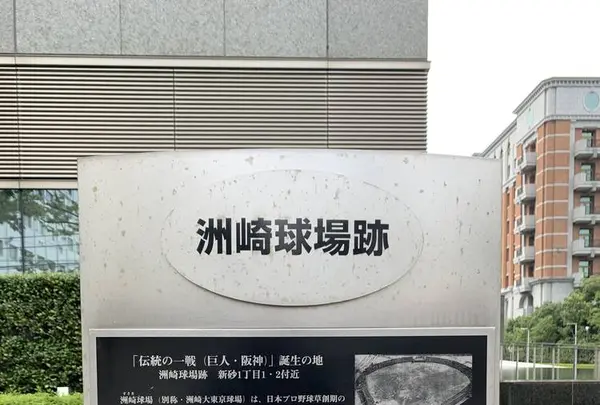 洲崎球場跡
「伝統の一戦（巨人・阪神）」誕生の地
洲崎球場跡　新砂1丁目1・2付近
すさき
洲崎球場（別称・洲崎大東京球場）は、日本プロ野球草創期の